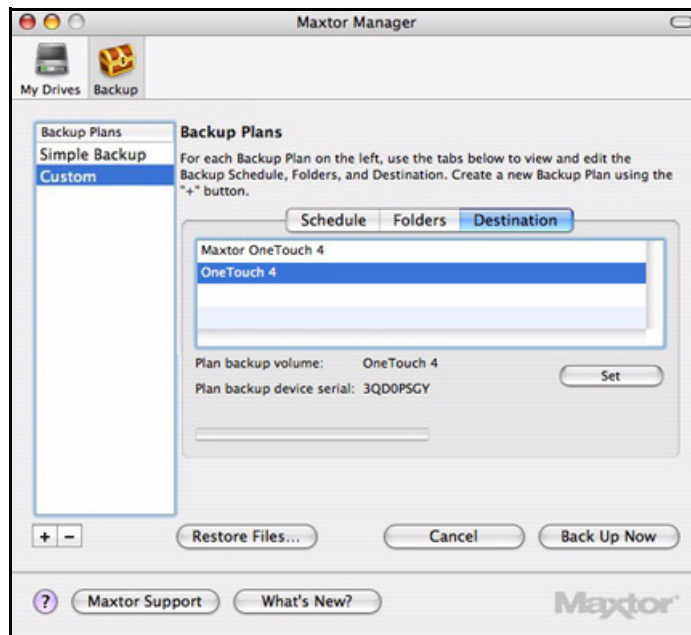 Maxtor Manager
My Drives Backup
Backup Plans
Simple Backup
Custom
Backup Plans
For each Backup Plan on the left, use the tabs below to view and edit the
Backup Schedule, Folders, and Destination. Create a new Backup Plan using the
"+" button.
Schedule Folders Destination
Maxtor OneTouch 4
OneTouch 4
Plan backup volume: OneTouch 4
Set
Plan backup device serial: 3QD0PSGY
+ −
Restore Files... Cancel Back Up Now
? Maxtor Support What's New? Maxtor